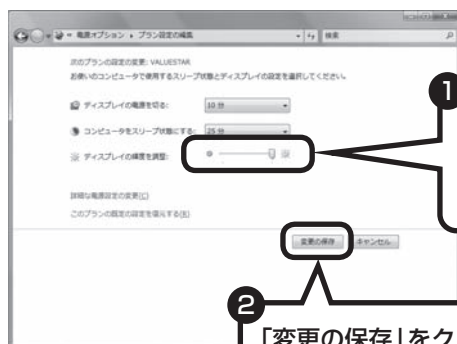 電源オプション ▸ プラン設定の編集
検索
次のプランの設定の変更: VALUESTAR
お使いのコンピュータで使用するスリープ状態とディスプレイの設定を選択してください。
ディスプレイの電源を切る: 10 分
コンピュータをスリープ状態にする: 25 分
ディスプレイの輝度を調整:
1
詳細な電源設定の変更(C)
このプランの既定の設定を復元する(R)
変更の保存 キャンセル
2
「変更の保存」をク